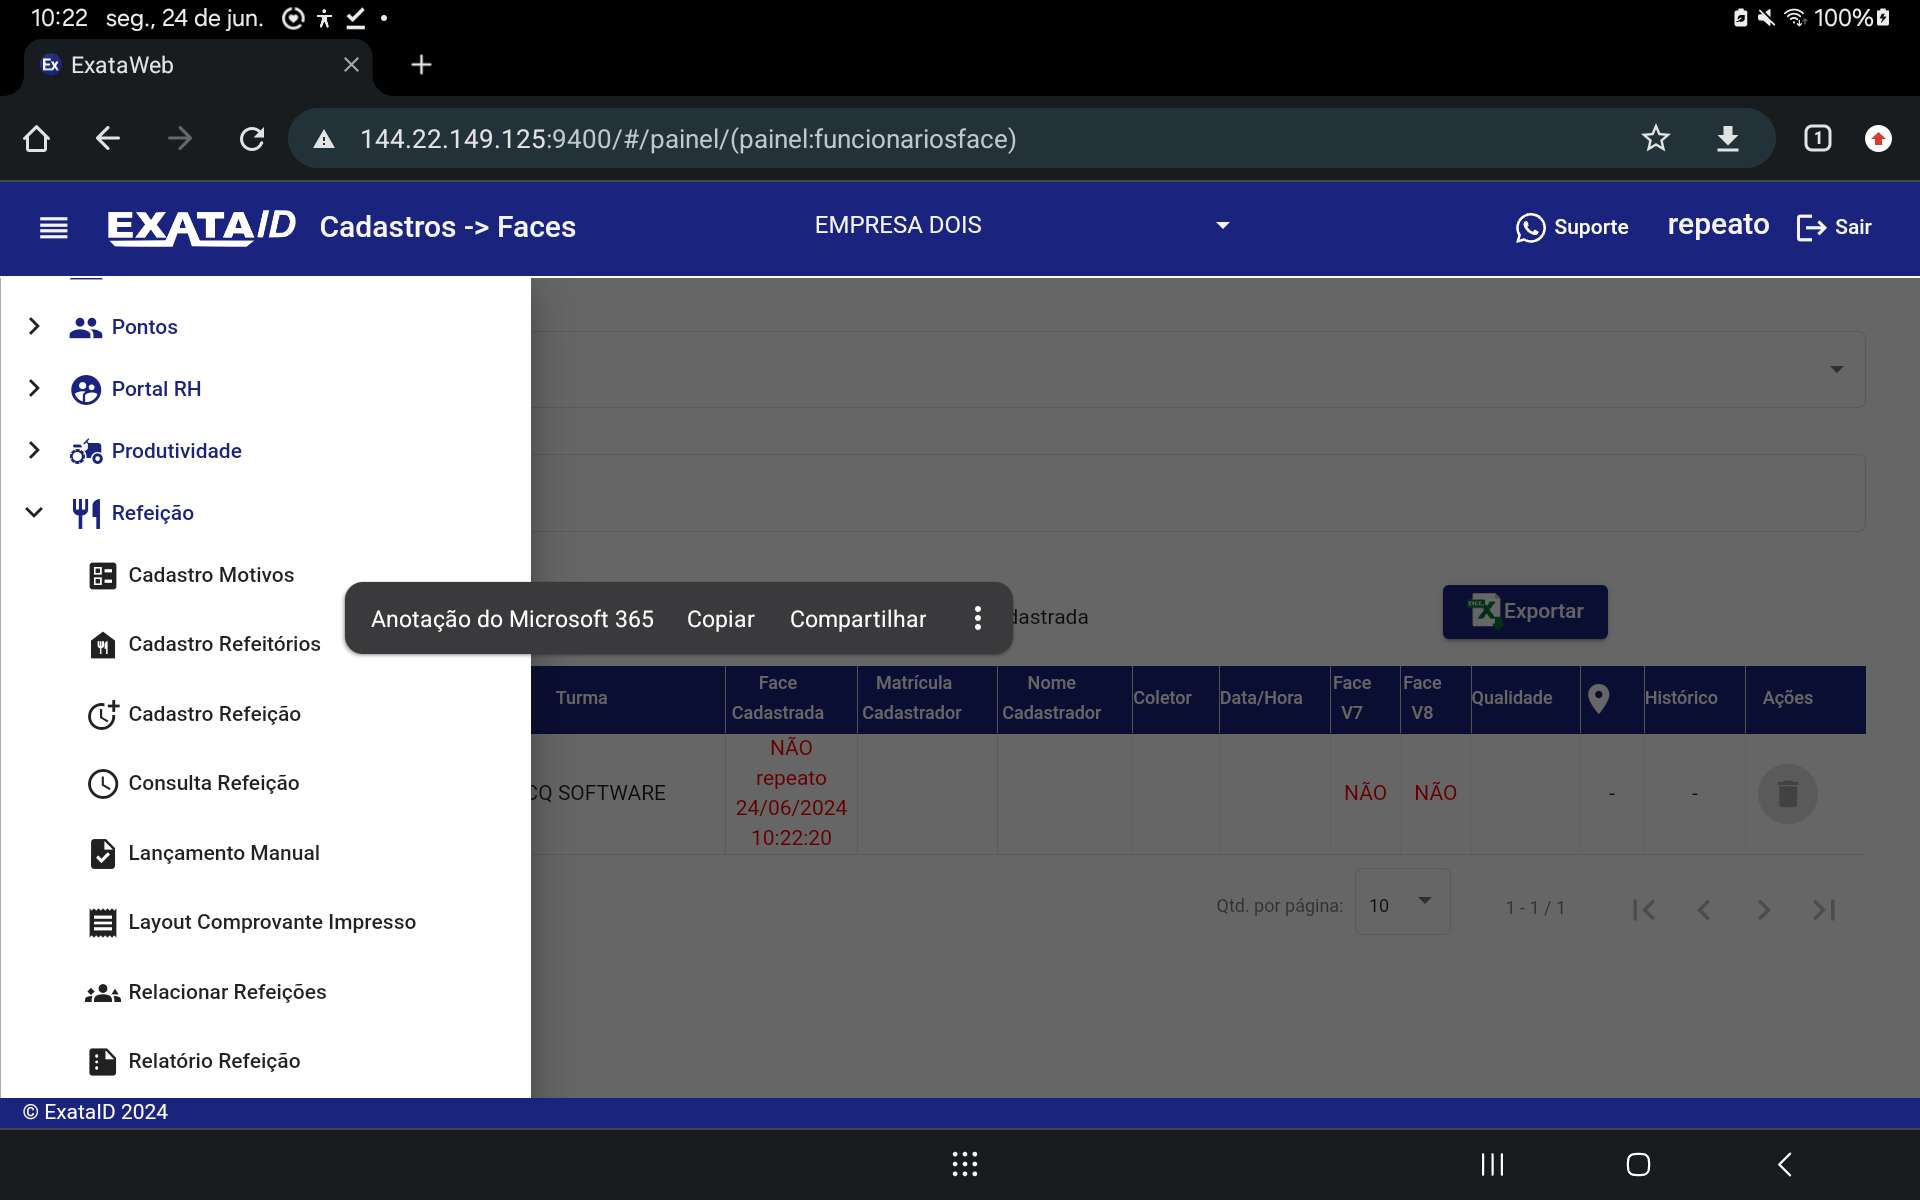 10:22 seg., 24 de jun. 100%
Ex ExataWeb
144.22.149.125:9400/#/painel/(painel:funcionariosface) 1
EXATA ID Cadastros -> Faces EMPRESA DOIS Suporte repeato Sair
Pontos
Portal RH
Produtividade
Refeição
Cadastro Motivos
Cadastro Refeitórios
Cadastro Refeição
Consulta Refeição
Lançamento Manual
Layout Comprovante Impresso
Relacionar Refeições
Relatório Refeição
Anotação do Microsoft 365 Copiar Compartilhar
dastrada
Exportar
Turma
Face Cadastrada
Matrícula Cadastrador
Nome Cadastrador
Coletor
Data/Hora
Face V7
Face V8
Qualidade
Histórico
Ações
CQ SOFTWARE
NÃO
repeato
24/06/2024
10:22:20
NÃO
NÃO
-
-
Qtd. por página: 10 1 - 1 / 1
© ExataID 2024